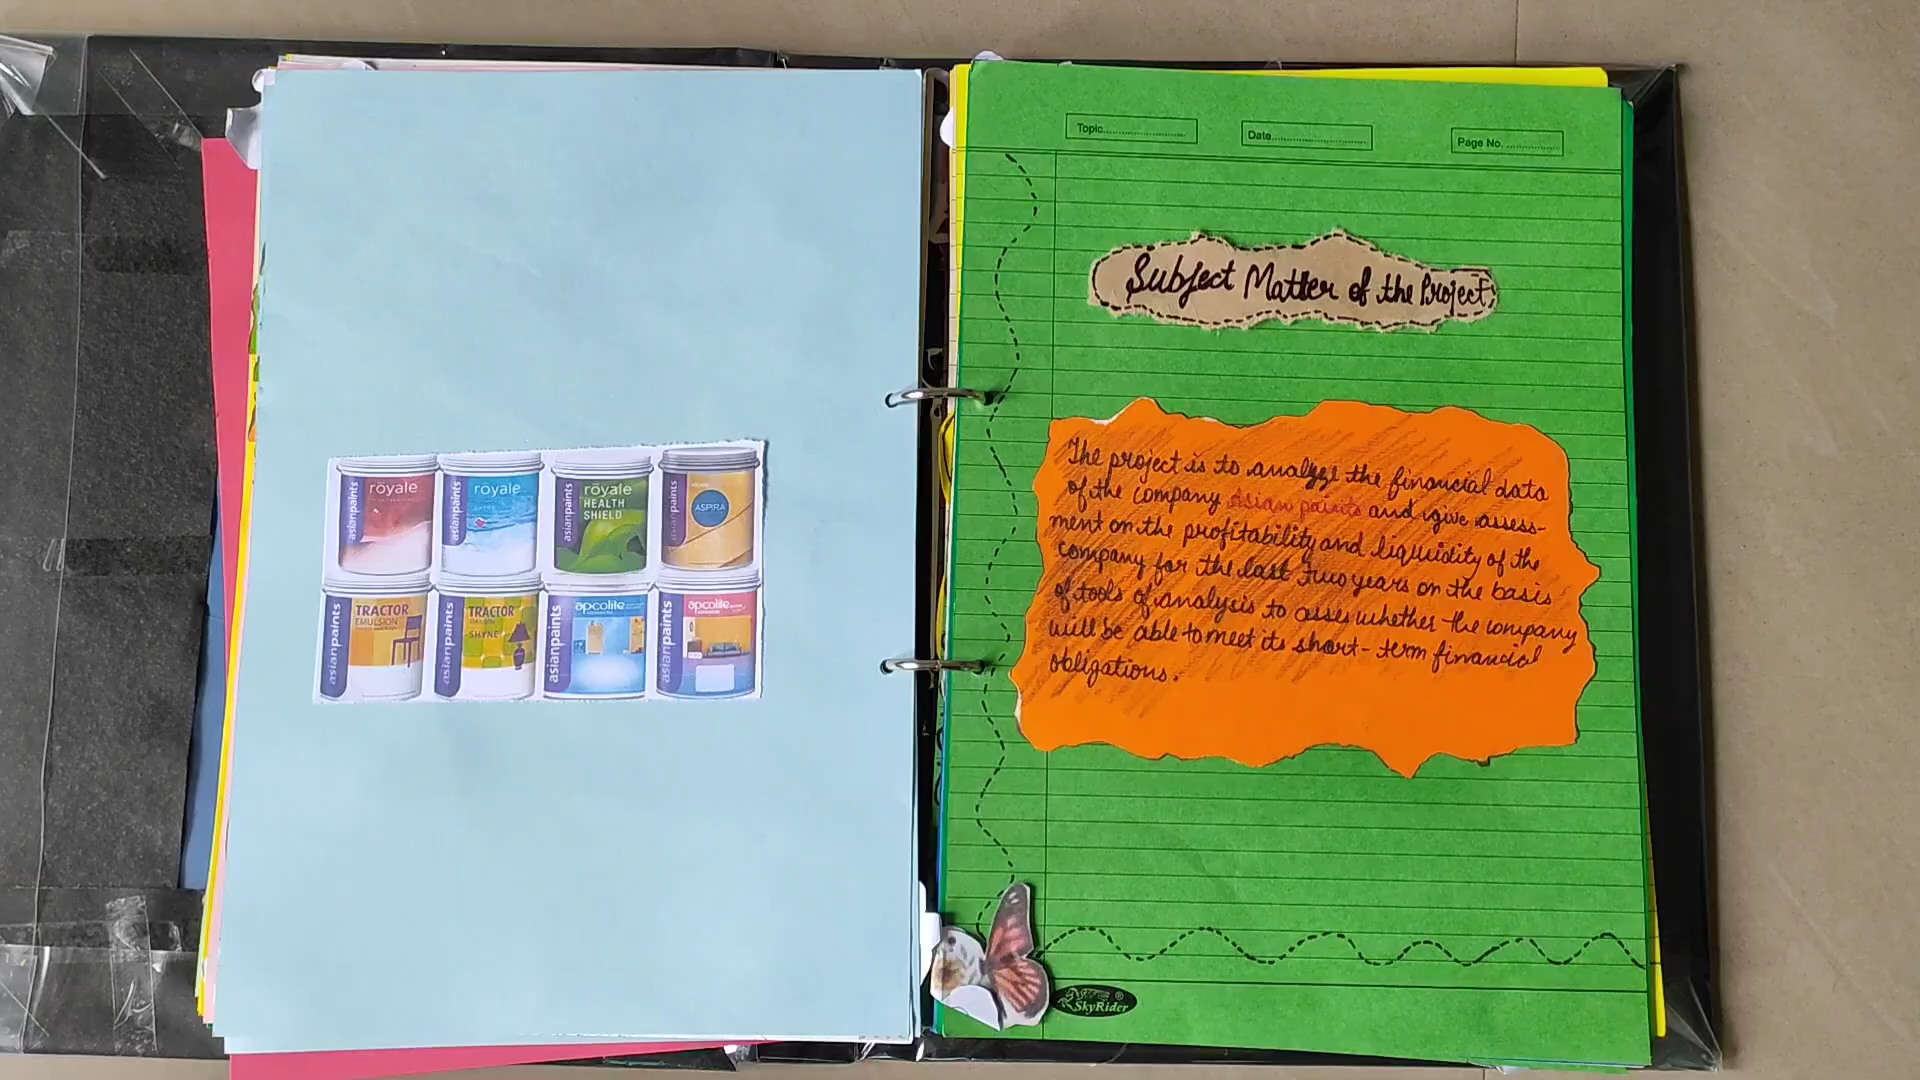 asianpaints royale
asianpaints royale
asianpaints royale HEALTH SHIELD
asianpaints ASPIRA
asianpaints TRACTOR EMULSION
asianpaints TRACTOR SHYNE
asianpaints apcolite
asianpaints apcolite
Topic
Date
Page No.
Subject Matter of the Project
The project is to analyze the financial data
of the company Asian paints and give assess-
ment on the profitability and liquidity of the
company for the last two years on the basis
of tools of analysis to asses whether the company
will be able to meet its short-term financial
obligations.
SkyRider